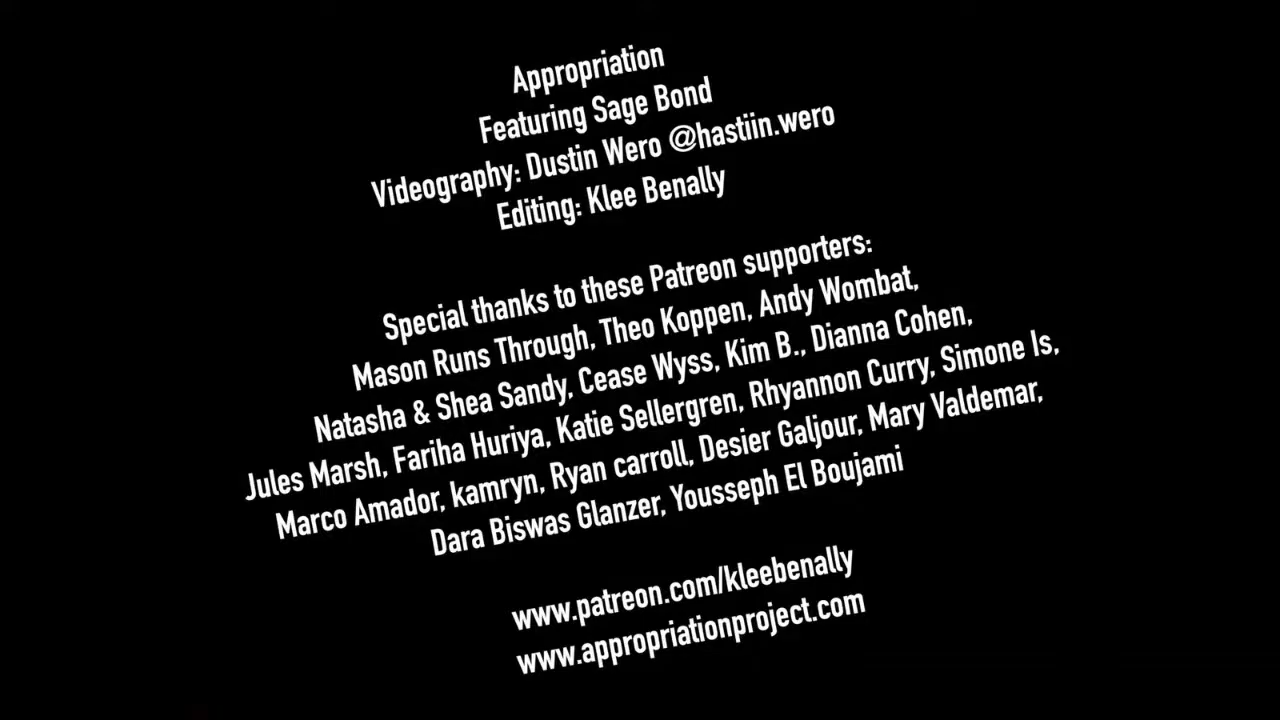 Appropriation
Featuring Sage Bond
Videography: Dustin Wero @hastiin.wero
Editing: Klee Benally
Special thanks to these Patreon supporters:
Mason Runs Through, Theo Koppen, Andy Wombat,
Natasha & Shea Sandy, Cease Wyss, Kim B., Dianna Cohen,
Jules Marsh, Fariha Huriya, Katie Sellergren, Rhyannon Curry, Simone Is,
Marco Amador, kamryn, Ryan carroll, Desier Galjour, Mary Valdemar,
Dara Biswas Glanzer, Yousseph El Boujami
www.patreon.com/kleebenally
www.appropriationproject.com